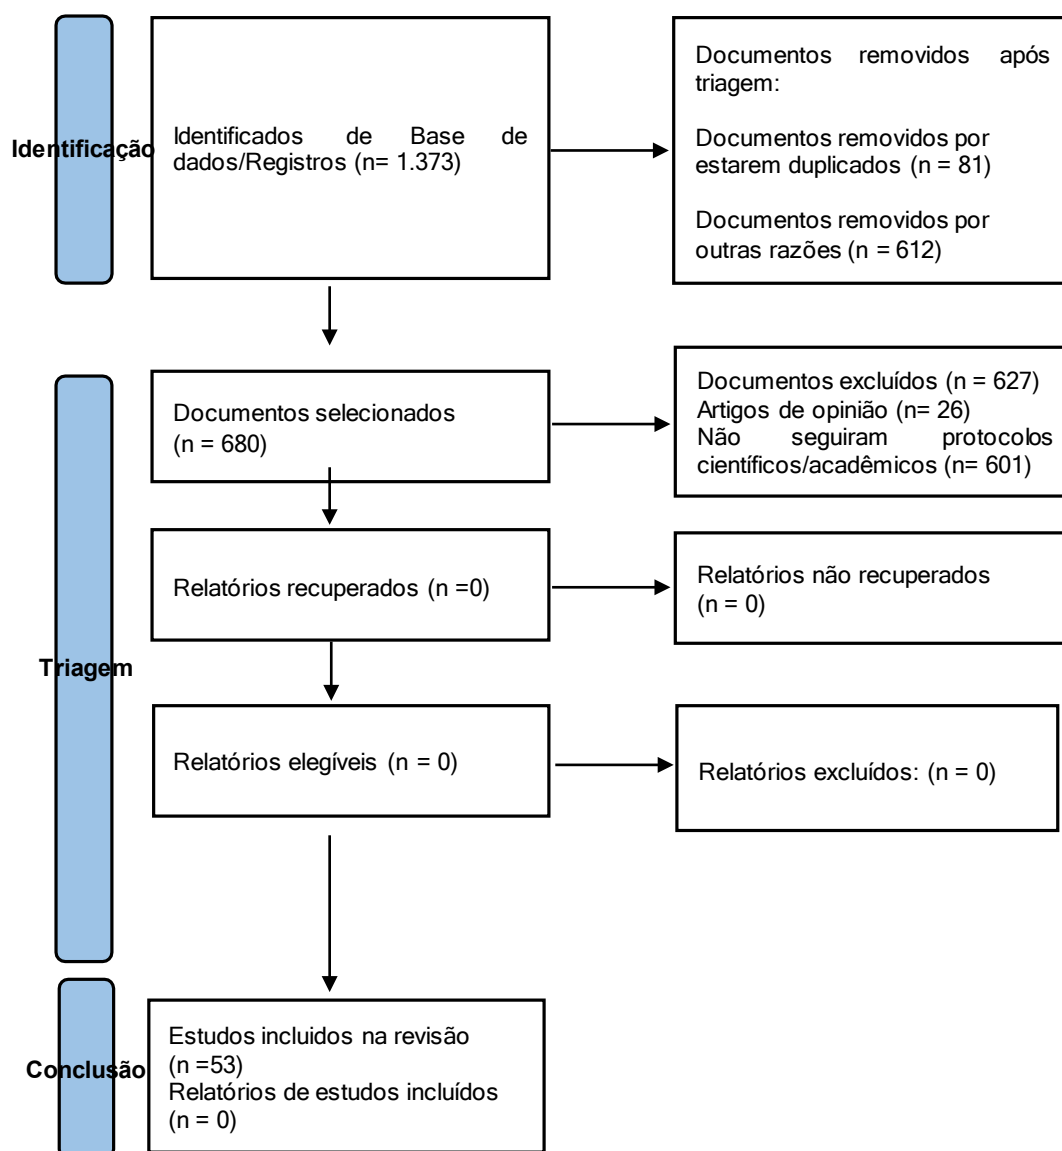 Identificação
Identificados de Base de
dados/Registros (n= 1.373)
Documentos removidos após
triagem:
Documentos removidos por
estarem duplicados (n = 81)
Documentos removidos por
outras razões (n = 612)
Triagem
Documentos selecionados
(n = 680)
Documentos excluídos (n = 627)
Artigos de opinião (n= 26)
Não seguiram protocolos
científicos/acadêmicos (n= 601)
Relatórios recuperados (n =0)
Relatórios não recuperados
(n = 0)
Relatórios elegíveis (n = 0)
Relatórios excluídos: (n = 0)
Conclusão
Estudos incluidos na revisão
(n =53)
Relatórios de estudos incluídos
(n = 0)